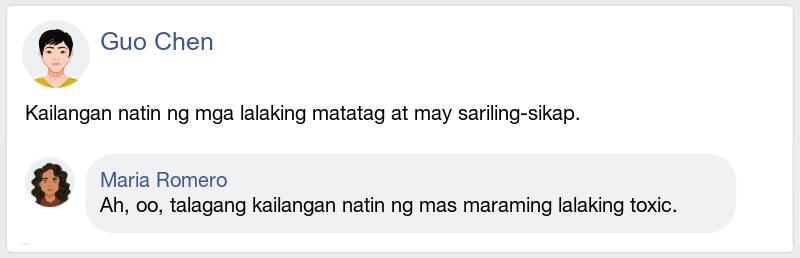 Guo Chen
Kailangan natin ng mga lalaking matatag at may sariling-sikap.
Maria Romero
Ah, oo, talagang kailangan natin ng mas maraming lalaking toxic.